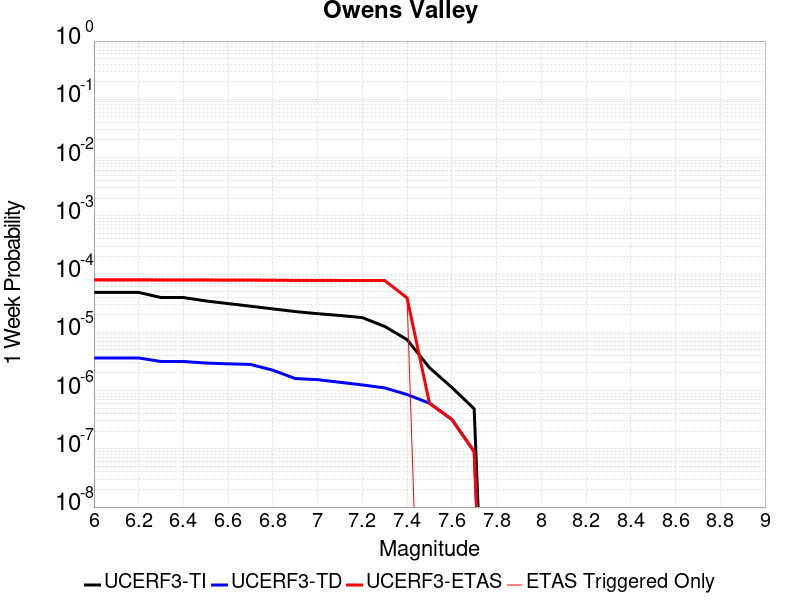 Owens Valley
10^0
10^-1
10^-2
10^-3
10^-4
10^-5
10^-6
10^-7
10^-8
1 Week Probability
6 6.2 6.4 6.6 6.8 7 7.2 7.4 7.6 7.8 8 8.2 8.4 8.6 8.8 9
Magnitude
UCERF3-TI UCERF3-TD UCERF3-ETAS ETAS Triggered Only